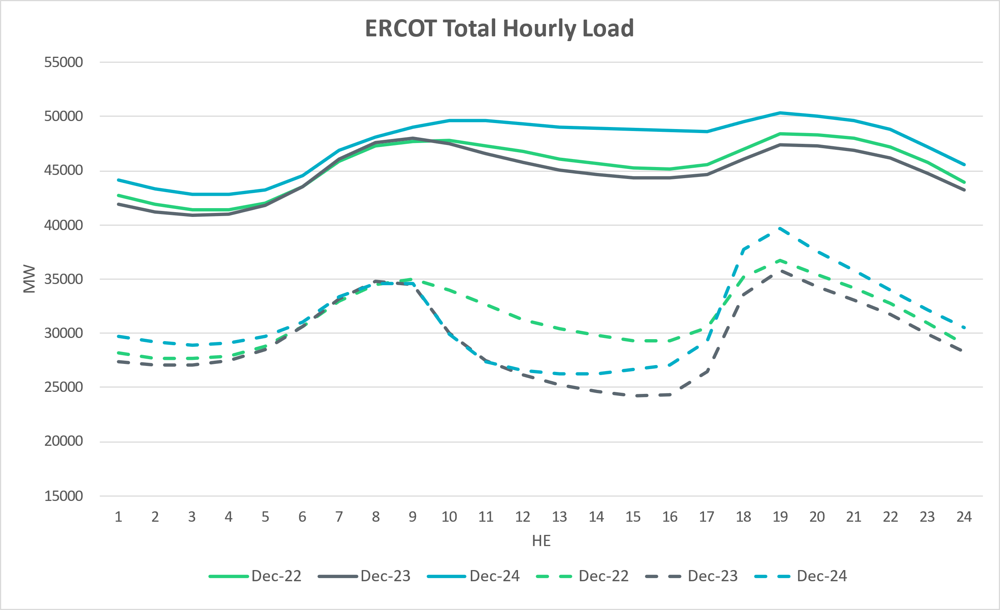 ERCOT Total Hourly Load
55000
50000
45000
40000
35000
30000
25000
20000
15000
MW
1 2 3 4 5 6 7 8 9 10 11 12 13 14 15 16 17 18 19 20 21 22 23 24
HE
Dec-22 Dec-23 Dec-24 Dec-22 Dec-23 Dec-24